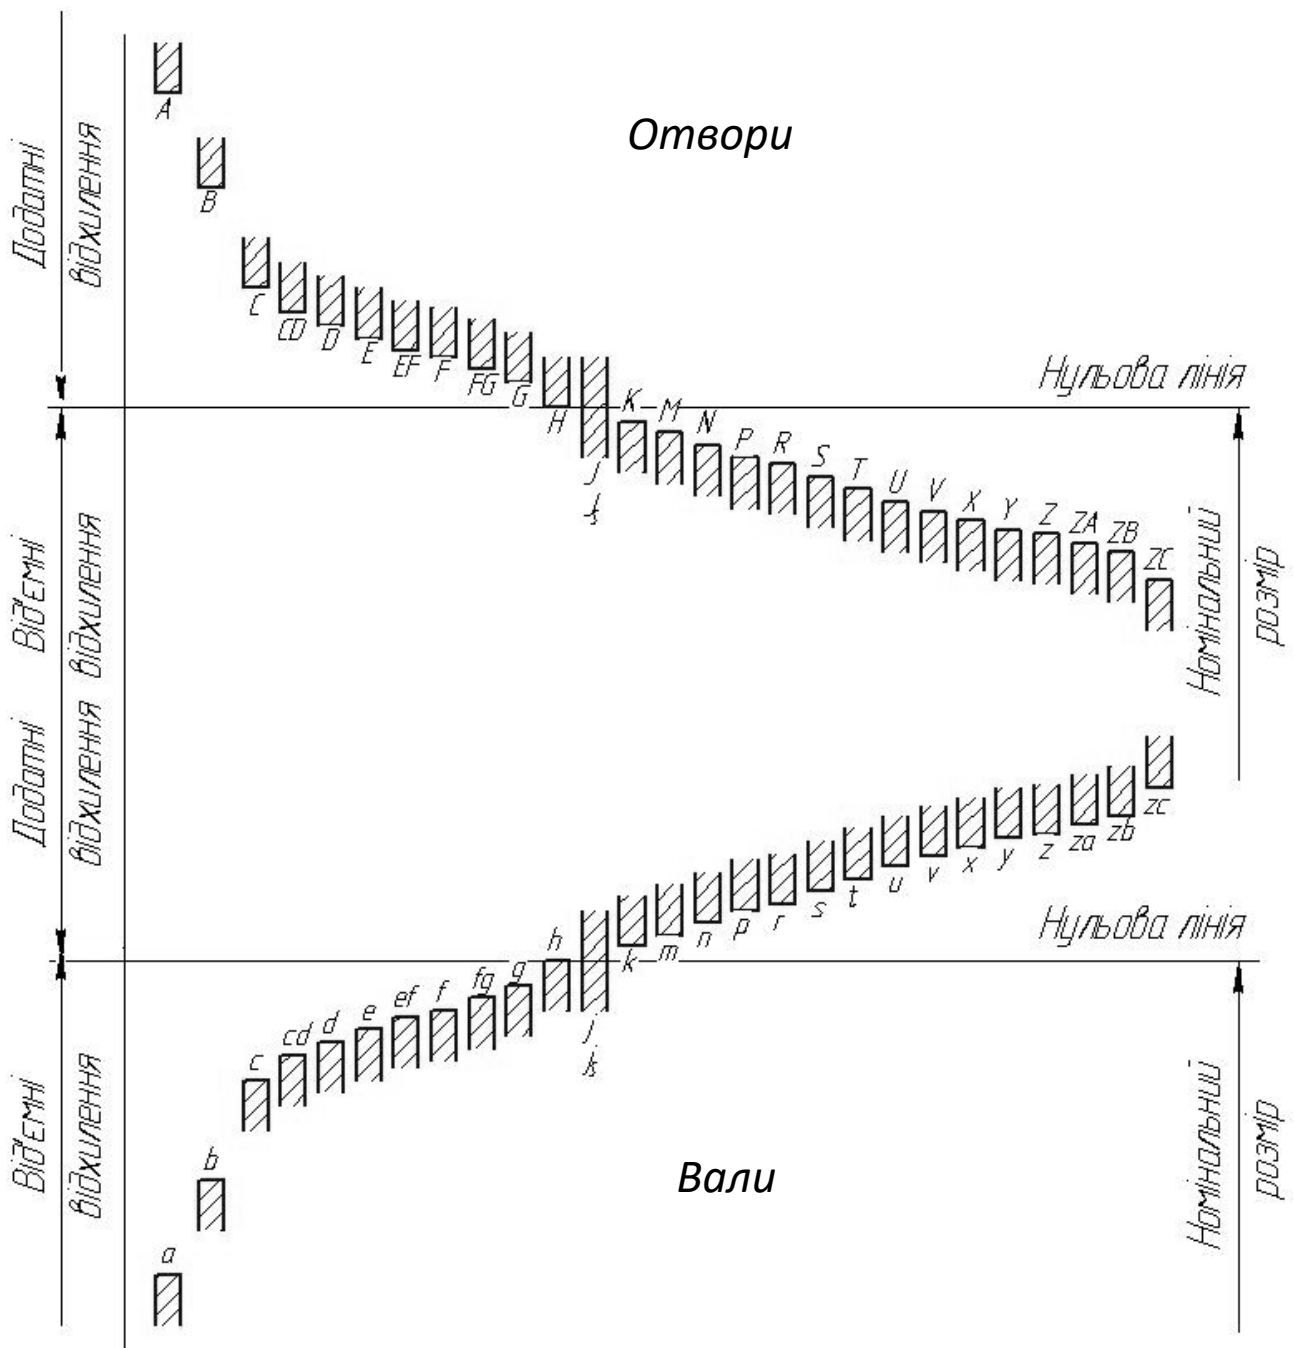 Отвори
Додатні
відхилення
A
B
C
CD
D
E
EF
F
FG
G
H
J
Js
K
M
N
P
R
S
T
U
V
X
Y
Z
ZA
ZB
ZC
Нульова лінія
Від'ємні
відхилення
Номінальний
розмір
Додатні
відхилення
Нульова лінія
a
b
c
cd
d
e
ef
f
fg
g
h
j
js
k
m
n
p
r
s
t
u
v
x
y
z
za
zb
zc
Від'ємні
відхилення
Вали
Номінальний
розмір